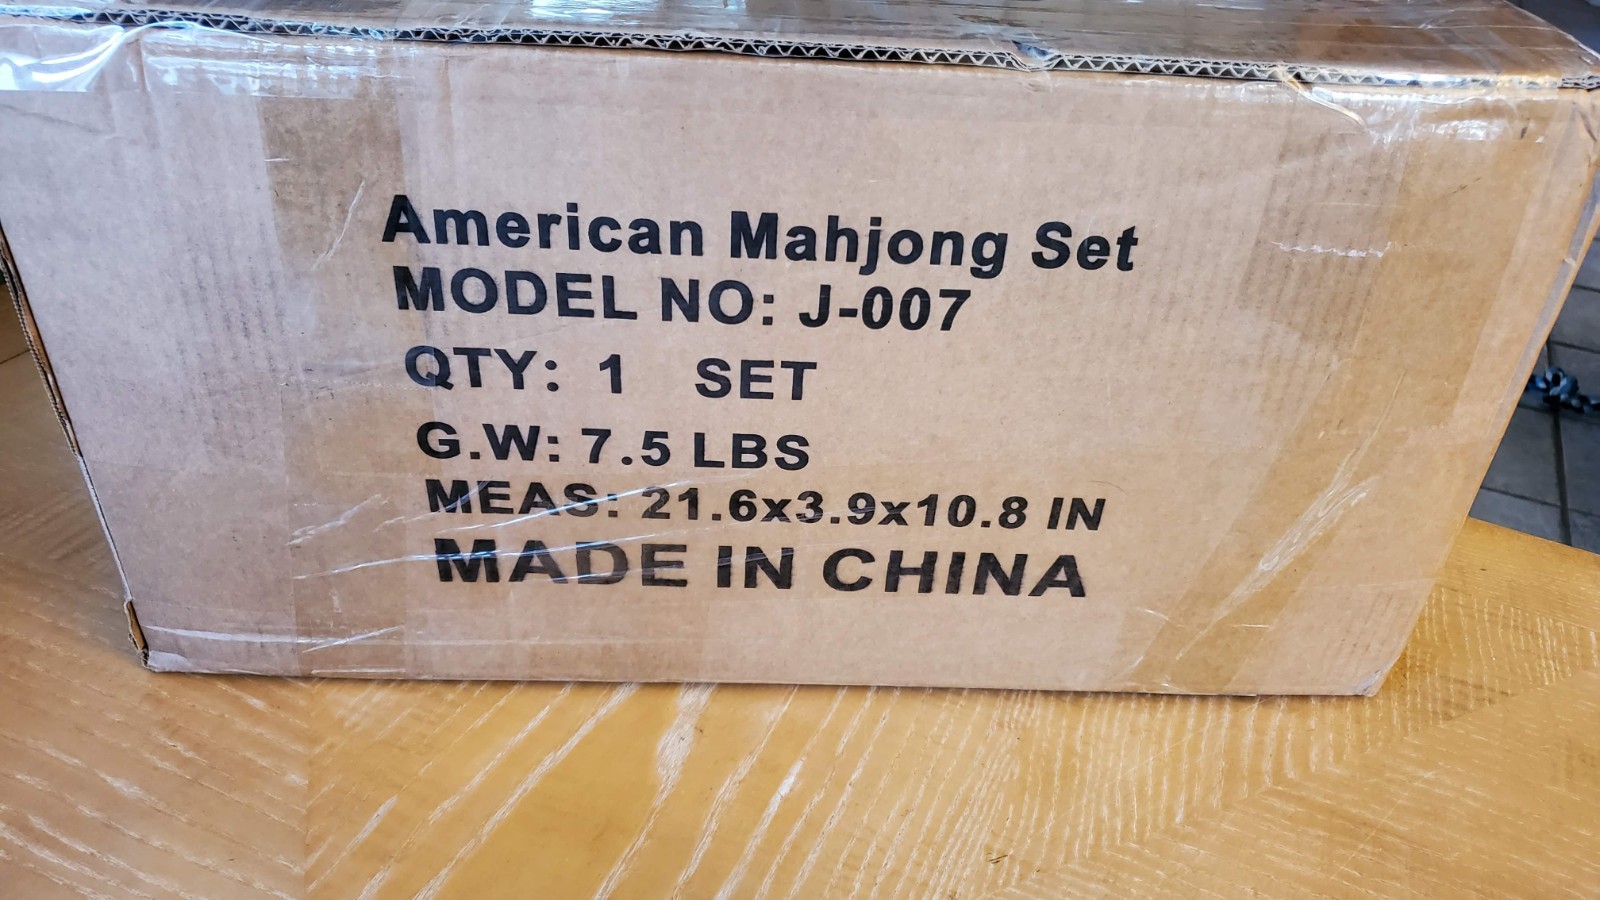 American Mahjong Set
MODEL NO: J-007
QTY: 1 SET
G.W: 7.5 LBS
MEAS: 21.6x3.9x10.8 IN
MADE IN CHINA